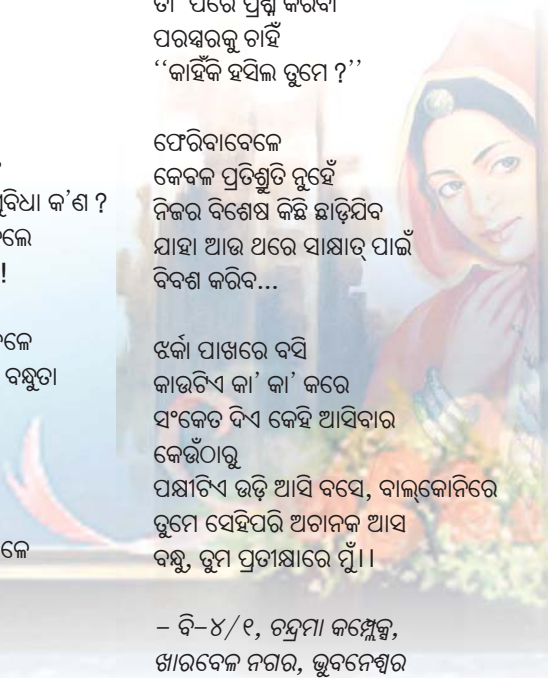 ସୁବିଧା କ'ଣ ?
ବନ୍ଧୁତା
ତା' ପରେ ପ୍ରଶ୍ନ କରିବା
ପରସ୍ପରକୁ ଚାହିଁ
‘‘କାହିଁକି ହସିଲ ତୁମେ ?’’
ଫେରିବାବେଳେ
କେବଳ ପ୍ରତିଶ୍ରୁତି ନୁହେଁ
ନିଜର ବିଶେଷ କିଛି ଛାଡ଼ିଯିବ
ଯାହା ଆଉ ଥରେ ସାକ୍ଷାତ୍ ପାଇଁ
ବିବଶ କରିବ...
ଝର୍କା ପାଖରେ ବସି
କାଉଟିଏ କା' କା' କରେ
ସଂକେତ ଦିଏ କେହି ଆସିବାର
କେଉଁଠାରୁ
ପକ୍ଷୀଟିଏ ଉଡ଼ି ଆସି ବସେ, ବାଲ୍‌କୋନିରେ
ତୁମେ ସେହିପରି ଅଚାନକ ଆସ
ବନ୍ଧୁ, ତୁମ ପ୍ରତୀକ୍ଷାରେ ମୁଁ।।
– ବି–୪/୧, ଚନ୍ଦ୍ରମା କମ୍ପ୍ଲେକ୍ସ,
ଖାରବେଳ ନଗର, ଭୁବନେଶ୍ୱର